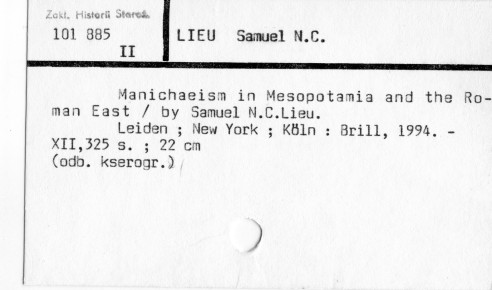 Zakł. Historii Staroż.
101 885
II
LIEU Samuel N.C.
Manichaeism in Mesopotamia and the Ro-
man East / by Samuel N.C.Lieu.
Leiden ; New York ; Köln : Brill, 1994. -
XII,325 s. ; 22 cm
(odb. kserogr.)